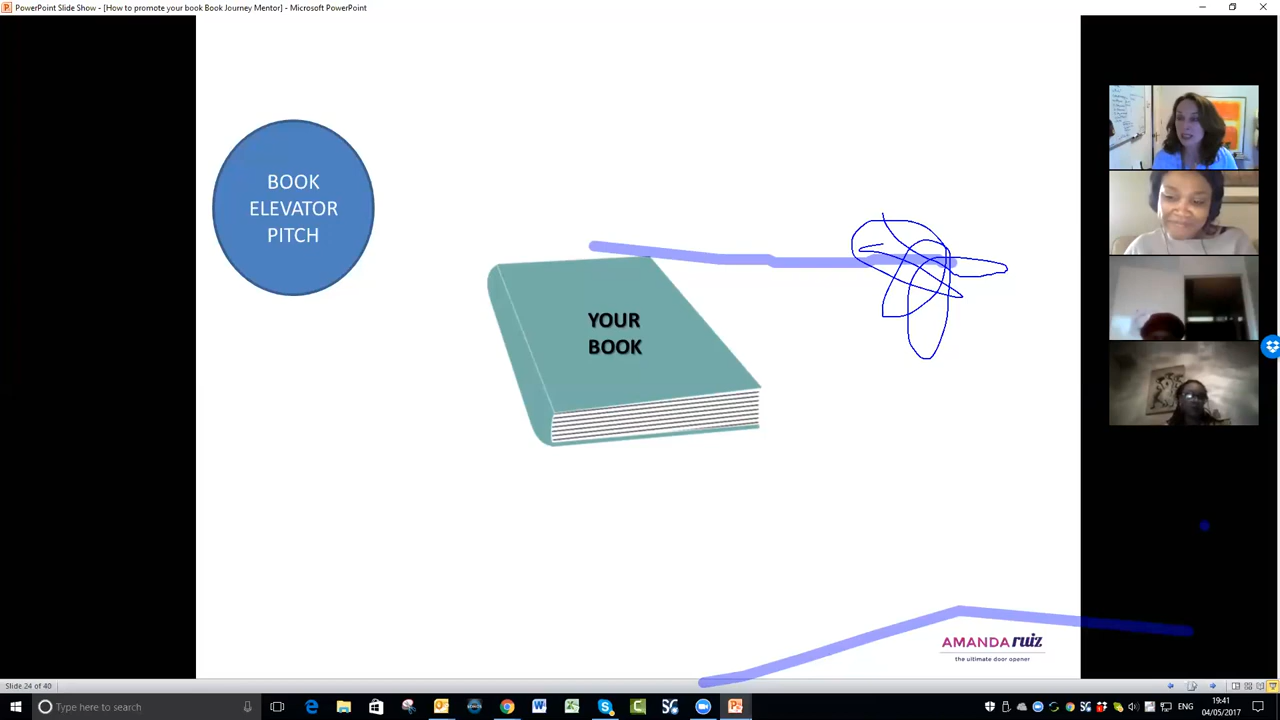 PowerPoint Slide Show - [How to promote your book Book Journey Mentor] - Microsoft PowerPoint
BOOK
ELEVATOR
PITCH
YOUR
BOOK
AMANDA ruiz
the ultimate door opener
Slide 24 of 40
Type here to search
ENG
19:41
04/05/2017